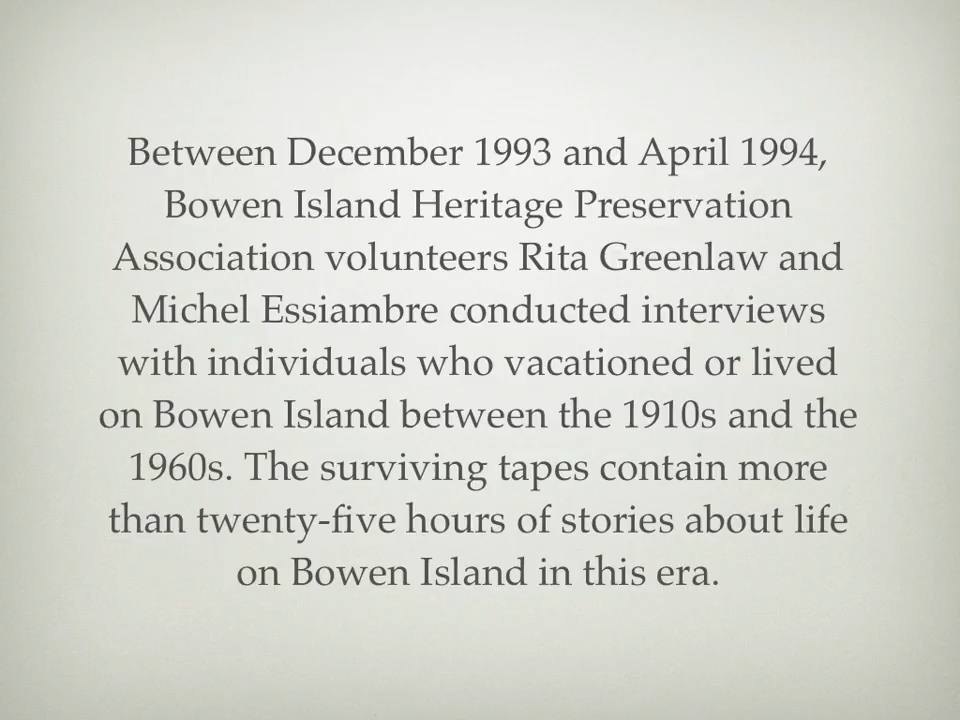 Between December 1993 and April 1994,
Bowen Island Heritage Preservation
Association volunteers Rita Greenlaw and
Michel Essiambre conducted interviews
with individuals who vacationed or lived
on Bowen Island between the 1910s and the
1960s. The surviving tapes contain more
than twenty-five hours of stories about life
on Bowen Island in this era.